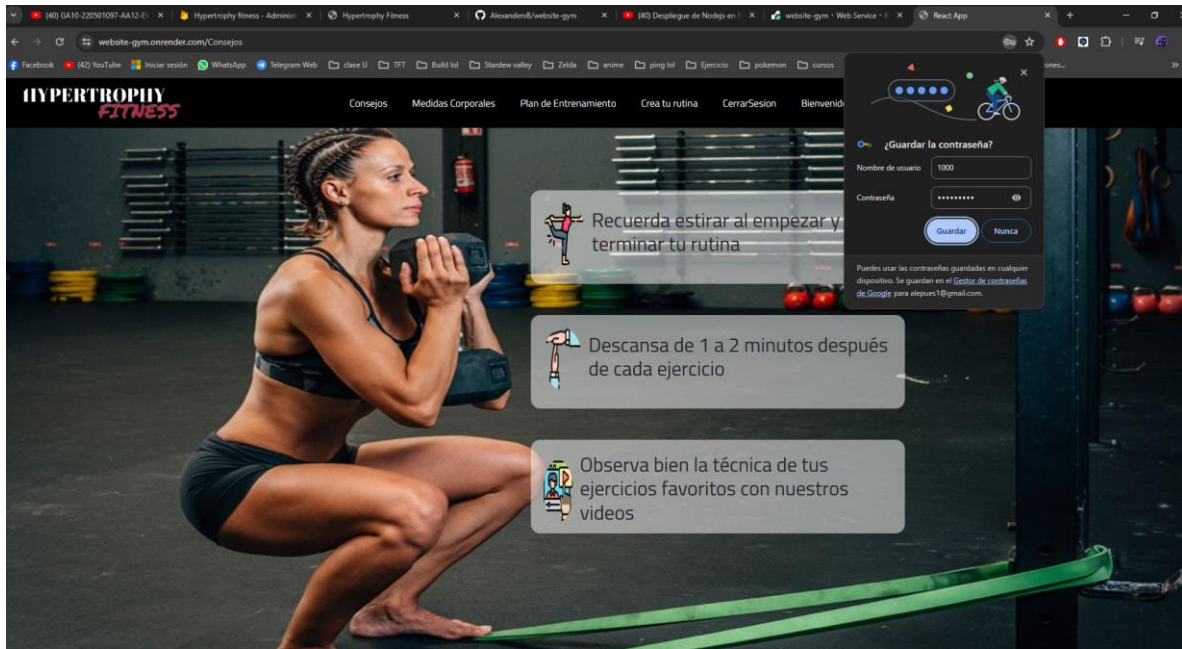 (40) GA10-220501097-AA12-E
Hypertrophy fitness - Administr
Hypertrophy Fitness
Alexanders8/website-gym
(40) Despliegue de Nodejs en
website-gym · Web Service ·
React App
website-gym.onrender.com/Consejos
Facebook
(42) YouTube
Iniciar sesión
WhatsApp
Telegram Web
clase U
TFT
Build lol
Stardew valley
Zelda
anime
ping lol
Ejercicio
pokemon
cursos
HYPERTROPHY
FITNESS
Consejos
Medidas Corporales
Plan de Entrenamiento
Crea tu rutina
CerrarSesion
¿Guardar la contraseña?
Nombre de usuario 1000
Contraseña •••••••••
Guardar Nunca
Puedes usar las contraseñas guardadas en cualquier
dispositivo. Se guardan en el Gestor de contraseñas
de Google para alepues1@gmail.com.
Recuerda estirar al empezar y
terminar tu rutina
Descansa de 1 a 2 minutos después
de cada ejercicio
Observa bien la técnica de tus
ejercicios favoritos con nuestros
videos